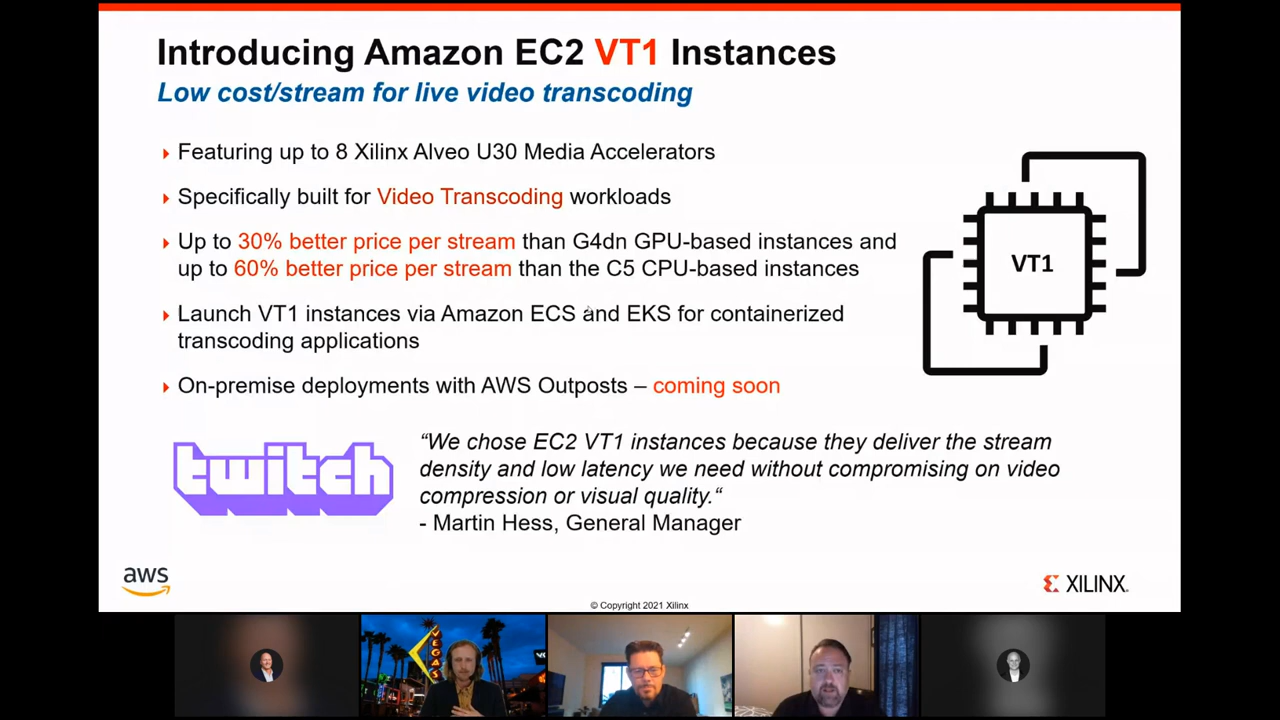 Introducing Amazon EC2 VT1 Instances
Low cost/stream for live video transcoding
Featuring up to 8 Xilinx Alveo U30 Media Accelerators
Specifically built for Video Transcoding workloads
Up to 30% better price per stream than G4dn GPU-based instances and
up to 60% better price per stream than the C5 CPU-based instances
Launch VT1 instances via Amazon ECS and EKS for containerized
transcoding applications
On-premise deployments with AWS Outposts – coming soon
VT1
twitch
“We chose EC2 VT1 instances because they deliver the stream
density and low latency we need without compromising on video
compression or visual quality.“
- Martin Hess, General Manager
aws
XILINX
© Copyright 2021 Xilinx
VEGAS